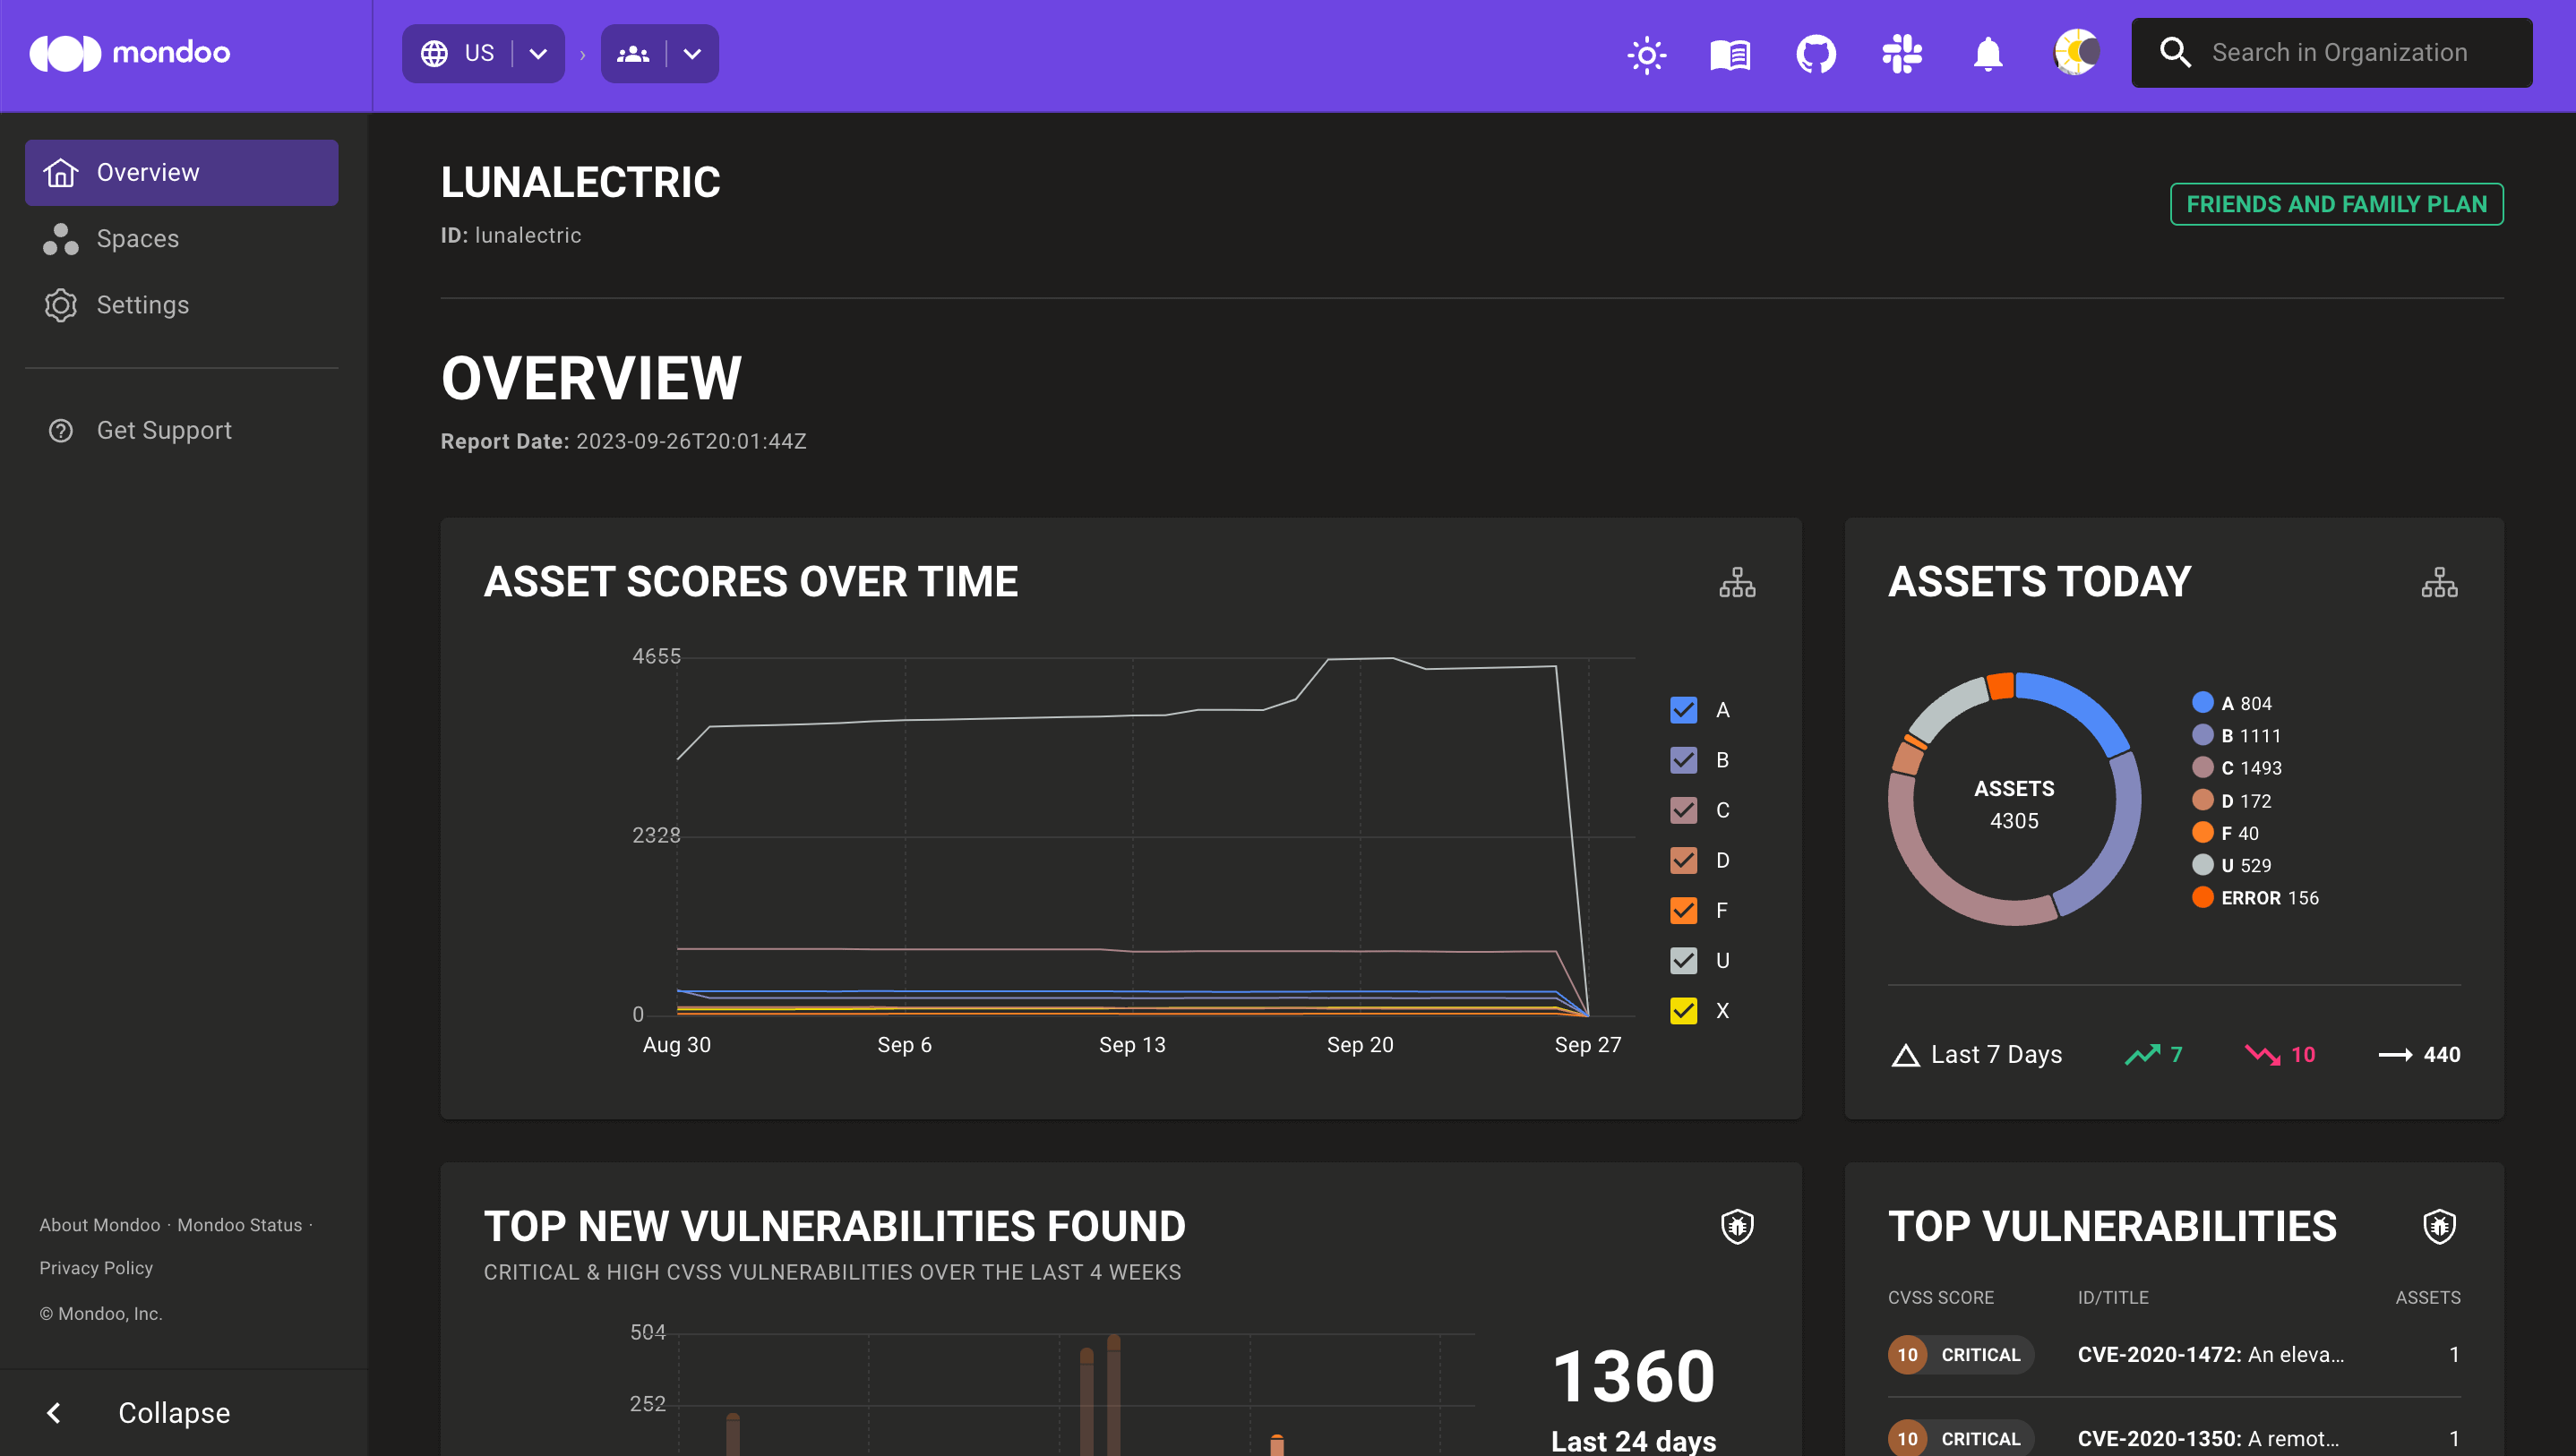 mondoo
US
›
Search in Organization
Overview
Spaces
Settings
Get Support
About Mondoo · Mondoo Status ·
Privacy Policy
© Mondoo, Inc.
Collapse
LUNALECTRIC
ID: lunalectric
FRIENDS AND FAMILY PLAN
OVERVIEW
Report Date: 2023-09-26T20:01:44Z
ASSET SCORES OVER TIME
4655
2328
0
Aug 30
Sep 6
Sep 13
Sep 20
Sep 27
A
B
C
D
F
U
X
ASSETS TODAY
ASSETS
4305
A 804
B 1111
C 1493
D 172
F 40
U 529
ERROR 156
Last 7 Days
7
10
440
TOP NEW VULNERABILITIES FOUND
CRITICAL & HIGH CVSS VULNERABILITIES OVER THE LAST 4 WEEKS
504
252
1360
Last 24 days
TOP VULNERABILITIES
CVSS SCORE ID/TITLE ASSETS
10 CRITICAL CVE-2020-1472: An eleva... 1
10 CRITICAL CVE-2020-1350: A remot... 1